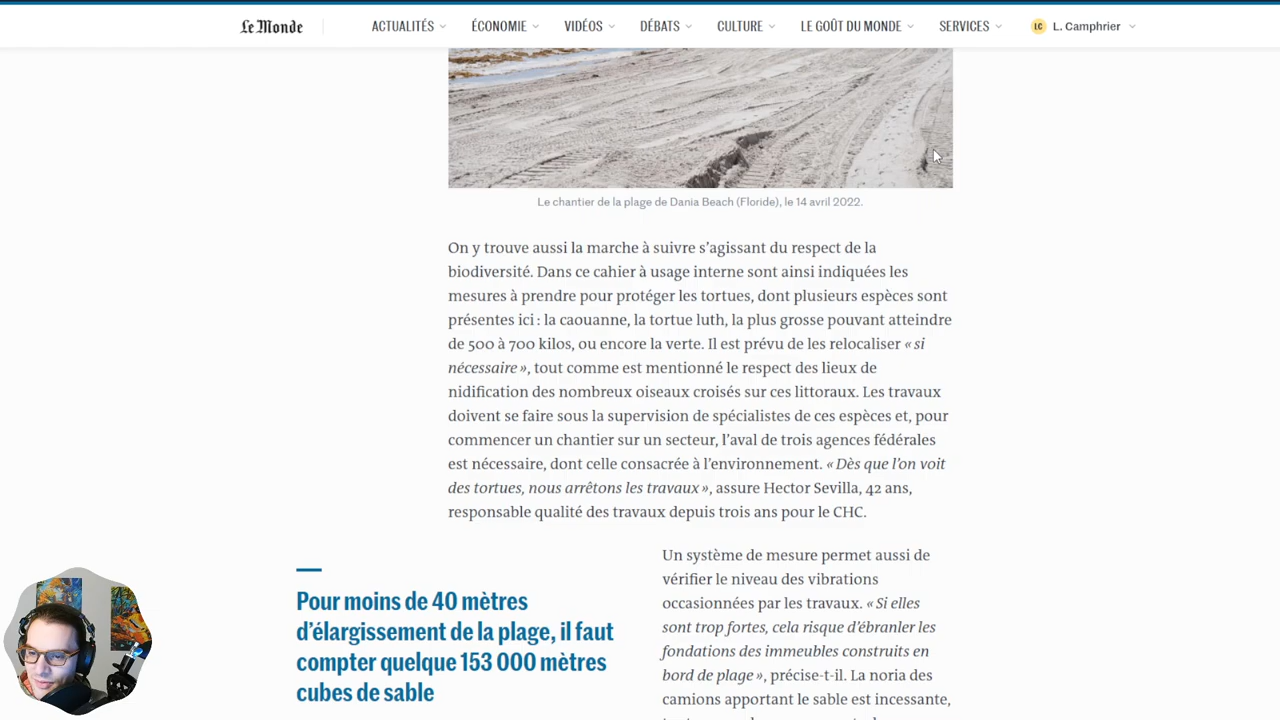 Le Monde
ACTUALITÉS
ÉCONOMIE
VIDÉOS
DÉBATS
CULTURE
LE GOÛT DU MONDE
SERVICES
LC
L. Camphrier
Le chantier de la plage de Dania Beach (Floride), le 14 avril 2022.
On y trouve aussi la marche à suivre s’agissant du respect de la
biodiversité. Dans ce cahier à usage interne sont ainsi indiquées les
mesures à prendre pour protéger les tortues, dont plusieurs espèces sont
présentes ici : la caouanne, la tortue luth, la plus grosse pouvant atteindre
de 500 à 700 kilos, ou encore la verte. Il est prévu de les relocaliser « si
nécessaire », tout comme est mentionné le respect des lieux de
nidification des nombreux oiseaux croisés sur ces littoraux. Les travaux
doivent se faire sous la supervision de spécialistes de ces espèces et, pour
commencer un chantier sur un secteur, l’aval de trois agences fédérales
est nécessaire, dont celle consacrée à l’environnement. « Dès que l’on voit
des tortues, nous arrêtons les travaux », assure Hector Sevilla, 42 ans,
responsable qualité des travaux depuis trois ans pour le CHC.
Pour moins de 40 mètres
d’élargissement de la plage, il faut
compter quelque 153 000 mètres
cubes de sable
Un système de mesure permet aussi de
vérifier le niveau des vibrations
occasionnées par les travaux. « Si elles
sont trop fortes, cela risque d’ébranler les
fondations des immeubles construits en
bord de plage », précise-t-il. La noria des
camions apportant le sable est incessante,